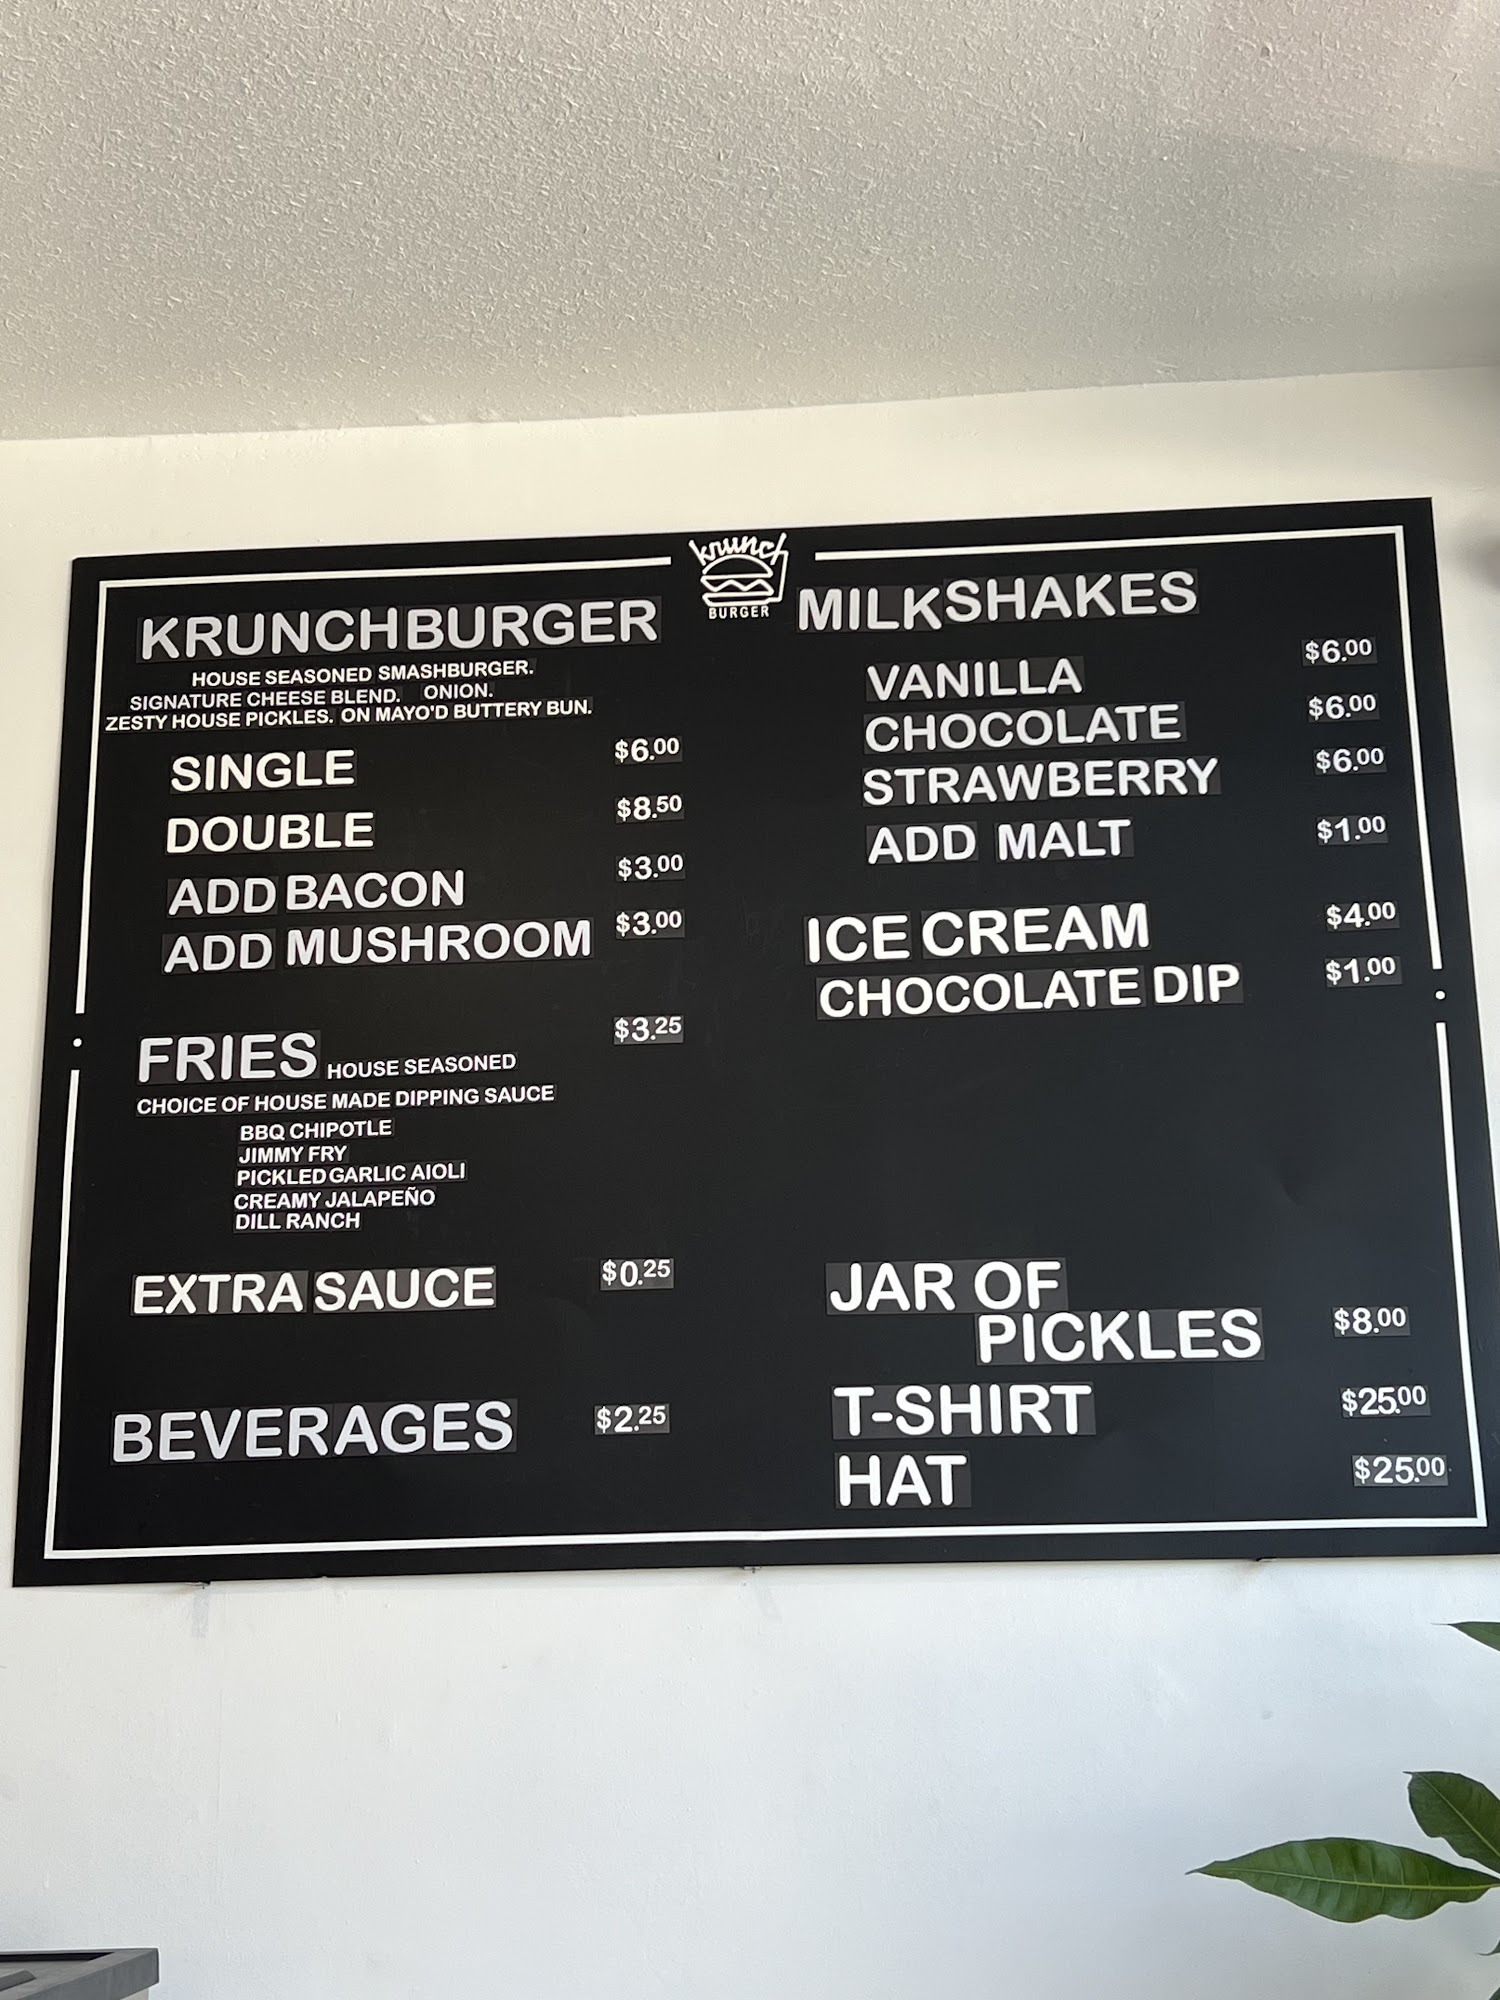 krunch
BURGER
KRUNCHBURGER
HOUSE SEASONED SMASHBURGER.
SIGNATURE CHEESE BLEND. ONION.
ZESTY HOUSE PICKLES. ON MAYO'D BUTTERY BUN.
SINGLE $6.00
DOUBLE $8.50
ADD BACON $3.00
ADD MUSHROOM $3.00
FRIES HOUSE SEASONED $3.25
CHOICE OF HOUSE MADE DIPPING SAUCE
BBQ CHIPOTLE
JIMMY FRY
PICKLED GARLIC AIOLI
CREAMY JALAPEÑO
DILL RANCH
EXTRA SAUCE $0.25
BEVERAGES $2.25
MILKSHAKES
VANILLA $6.00
CHOCOLATE $6.00
STRAWBERRY $6.00
ADD MALT $1.00
ICE CREAM $4.00
CHOCOLATE DIP $1.00
JAR OF
PICKLES $8.00
T-SHIRT $25.00
HAT $25.00